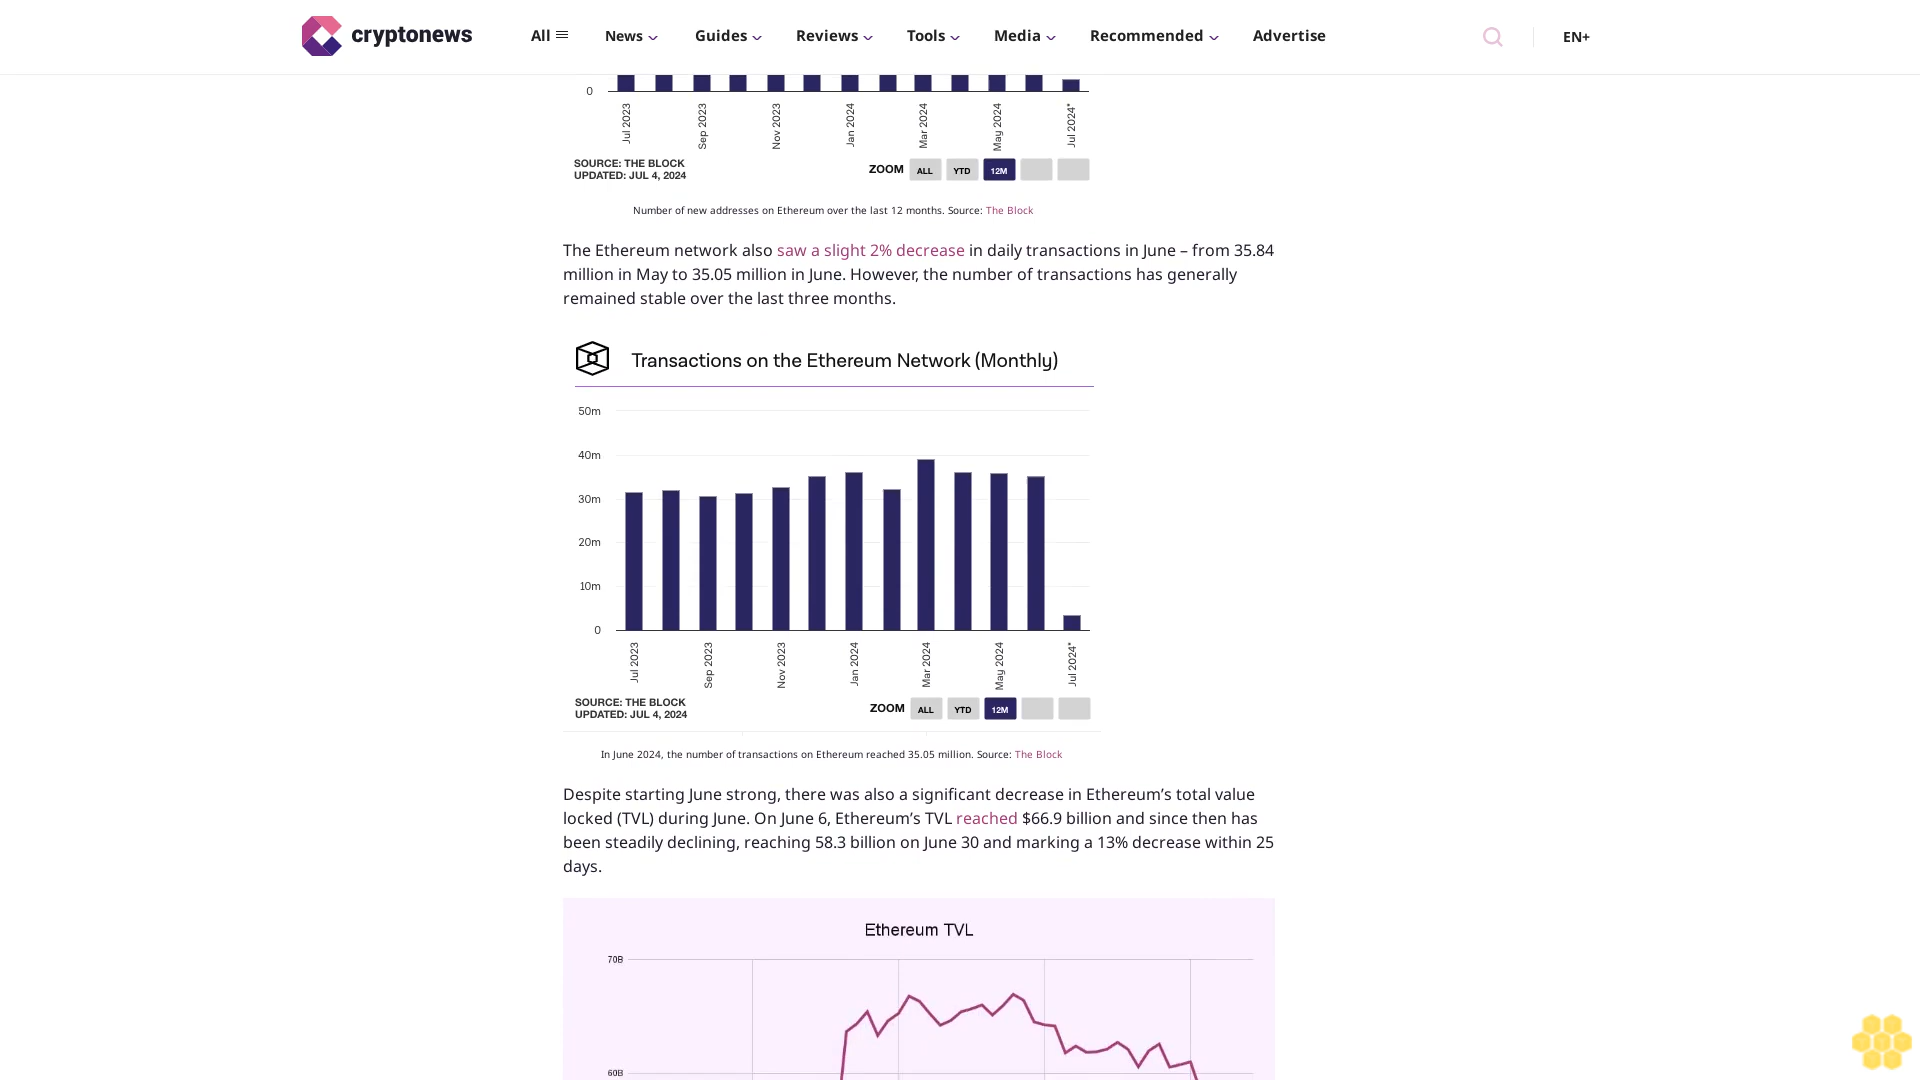 cryptonews
All
News
Guides
Reviews
Tools
Media
Recommended
Advertise
EN+
0
Jul 2023
Sep 2023
Nov 2023
Jan 2024
Mar 2024
May 2024
Jul 2024*
SOURCE: THE BLOCK
UPDATED: JUL 4, 2024
ZOOM ALL YTD 12M
Number of new addresses on Ethereum over the last 12 months. Source: The Block
The Ethereum network also saw a slight 2% decrease in daily transactions in June – from 35.84
million in May to 35.05 million in June. However, the number of transactions has generally
remained stable over the last three months.
Transactions on the Ethereum Network (Monthly)
50m
40m
30m
20m
10m
0
Jul 2023
Sep 2023
Nov 2023
Jan 2024
Mar 2024
May 2024
Jul 2024*
SOURCE: THE BLOCK
UPDATED: JUL 4, 2024
ZOOM ALL YTD 12M
In June 2024, the number of transactions on Ethereum reached 35.05 million. Source: The Block
Despite starting June strong, there was also a significant decrease in Ethereum’s total value
locked (TVL) during June. On June 6, Ethereum’s TVL reached $66.9 billion and since then has
been steadily declining, reaching 58.3 billion on June 30 and marking a 13% decrease within 25
days.
Ethereum TVL
70B
60B